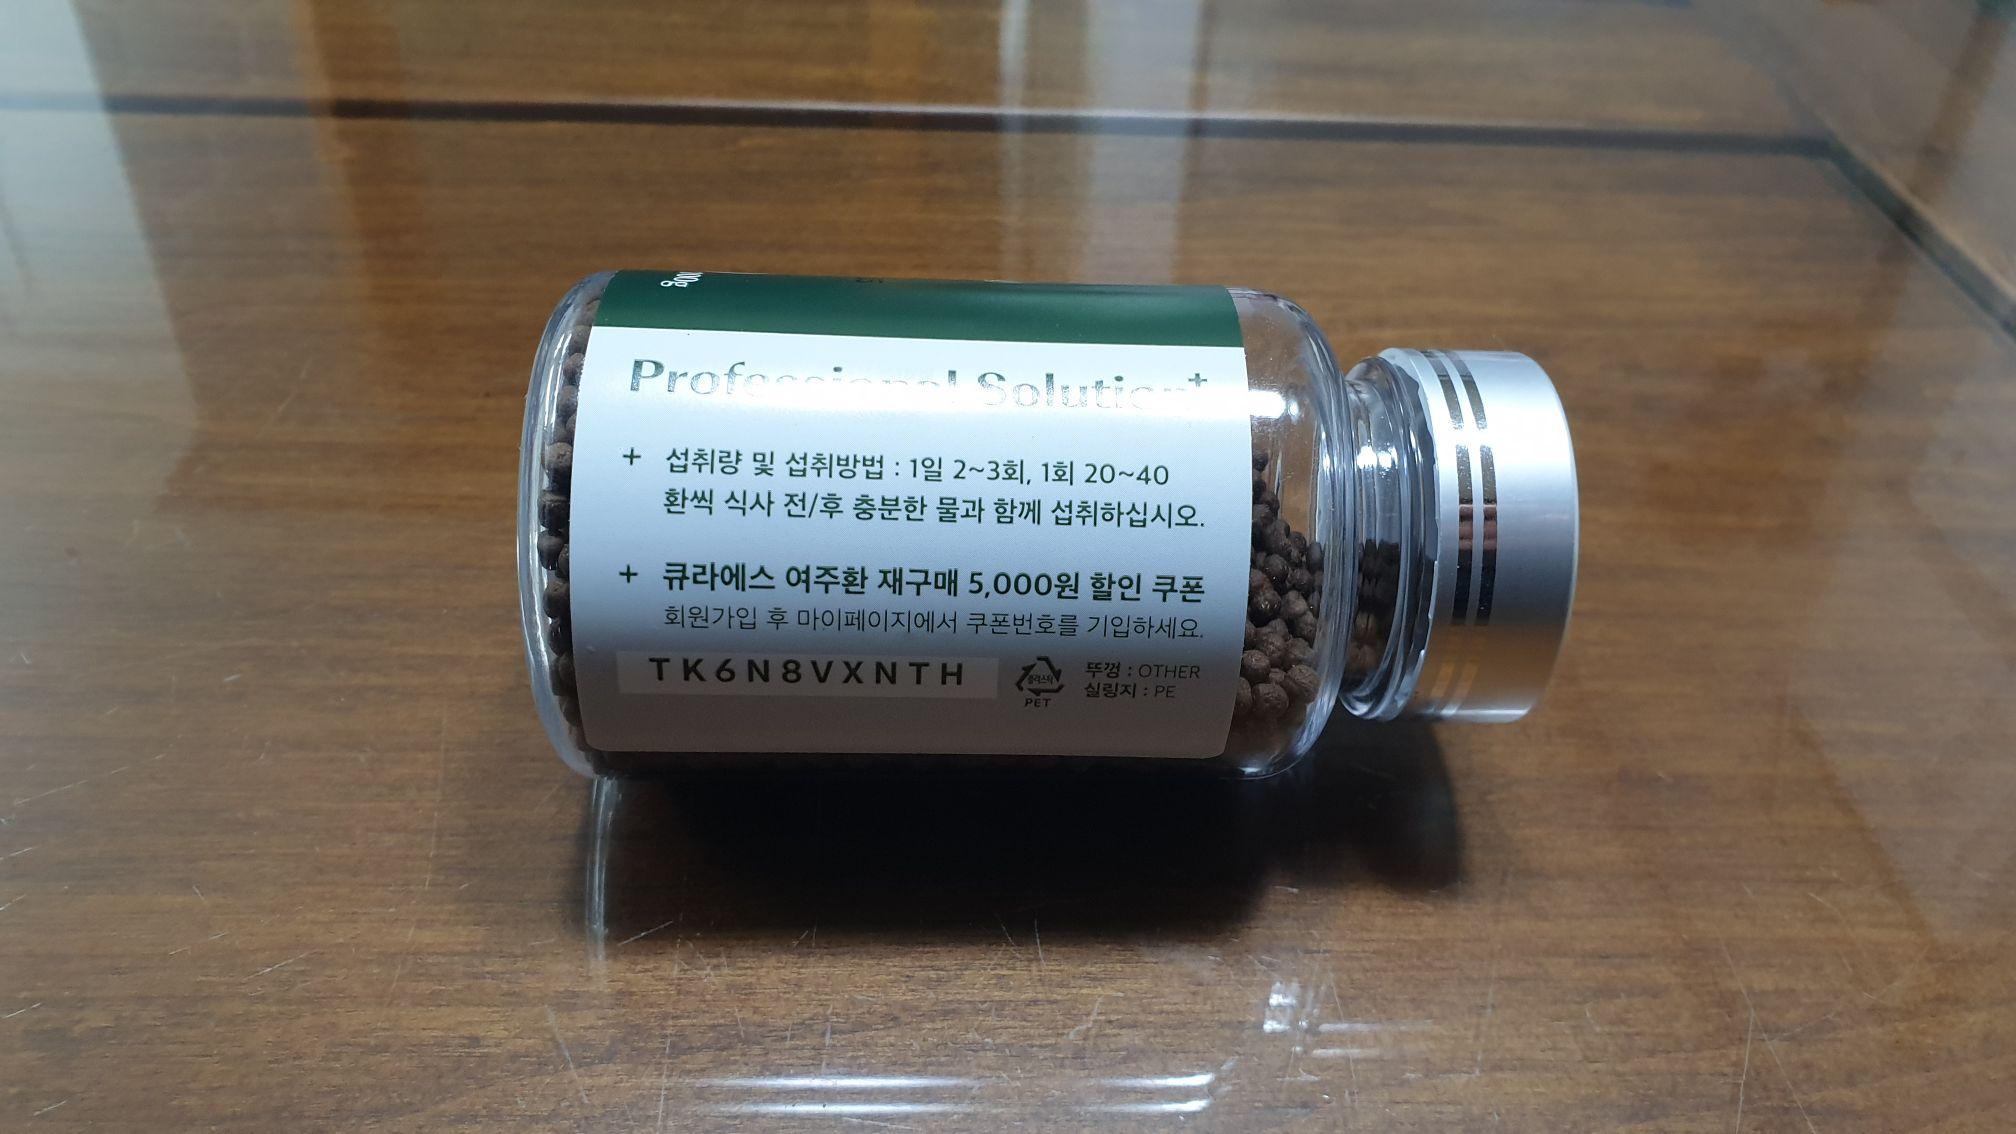 Professional Solution+
+ 섭취량 및 섭취방법 : 1일 2~3회, 1회 20~40
환씩 식사 전/후 충분한 물과 함께 섭취하십시오.
+ 큐라에스 여주환 재구매 5,000원 할인 쿠폰
회원가입 후 마이페이지에서 쿠폰번호를 기입하세요.
TK6N8VXNTH
플라스틱
PET
뚜껑 : OTHER
실링지 : PE